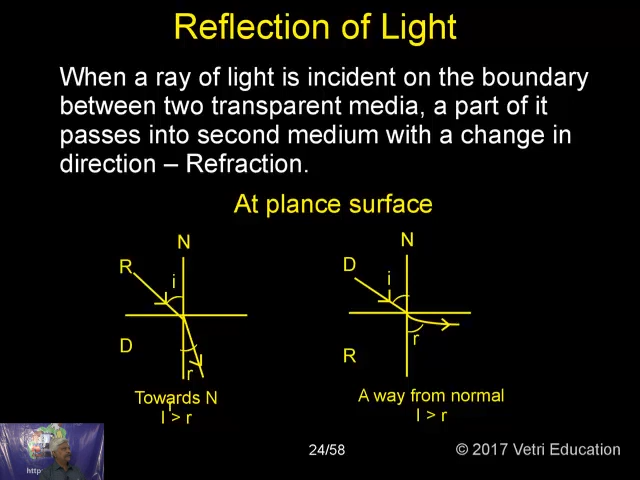 Reflection of Light
When a ray of light is incident on the boundary
between two transparent media, a part of it
passes into second medium with a change in
direction – Refraction.
At plance surface
N
R
i
D
r
Towards N
I > r
N
D
i
r
R
A way from normal
I > r
24/58
© 2017 Vetri Education
http